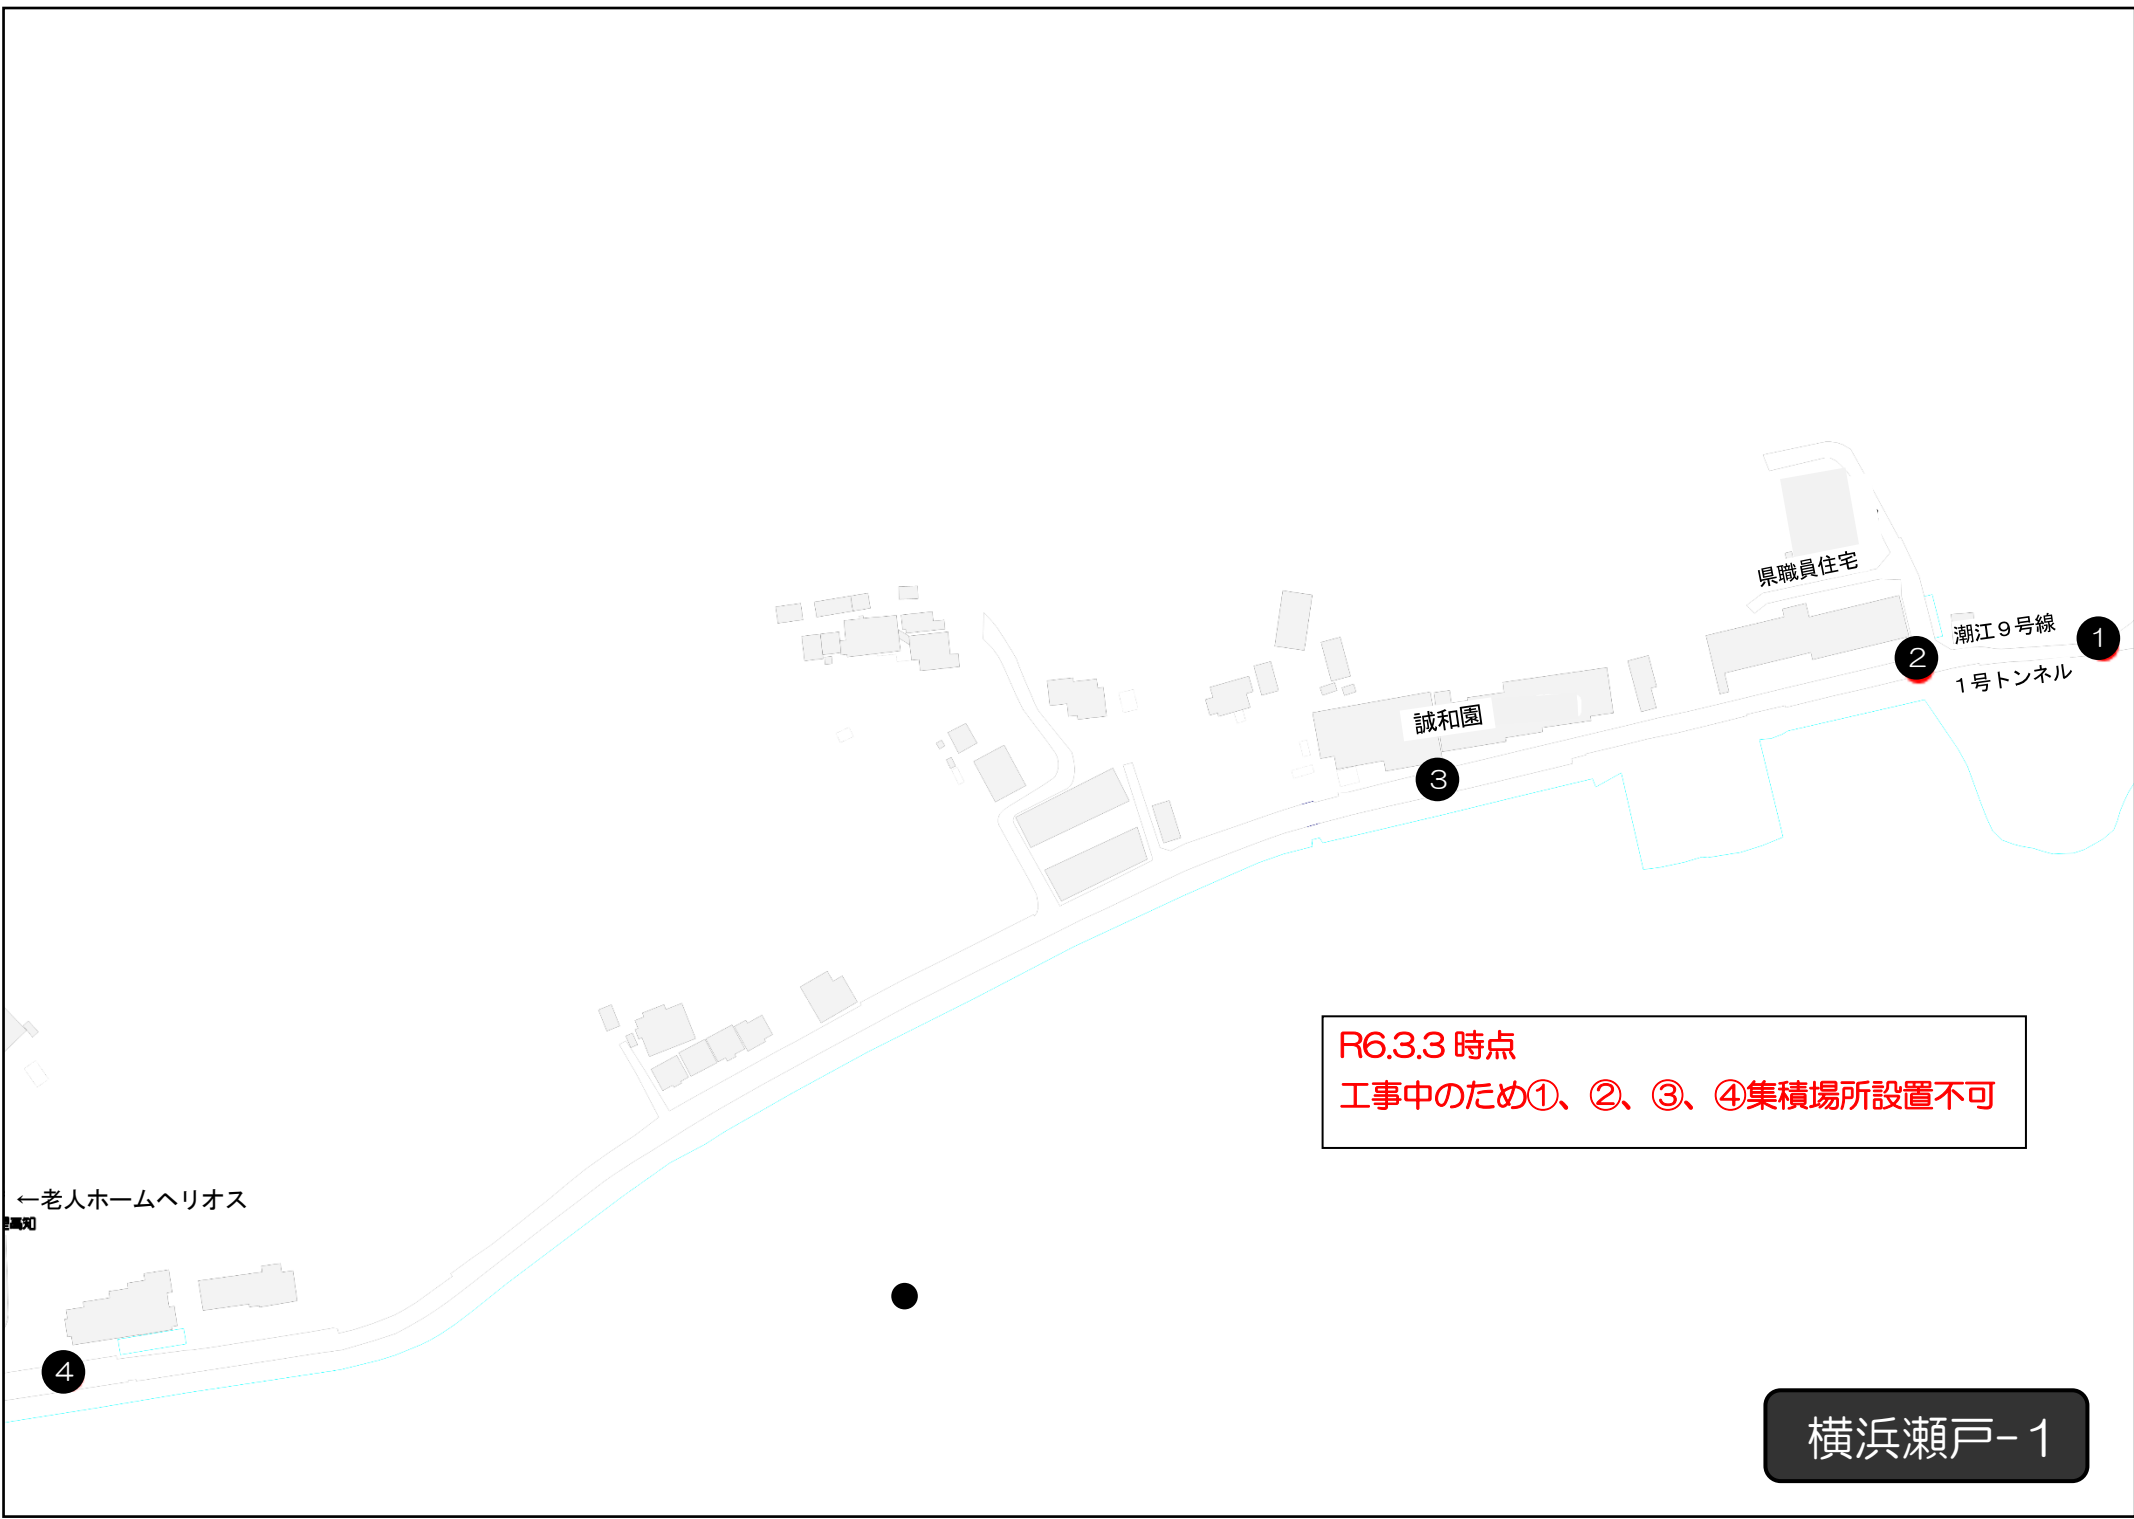 県職員住宅
潮江9号線
1
2
1号トンネル
誠和園
3
R6.3.3 時点
工事中のため①、②、③、④集積場所設置不可
←老人ホームヘリオス
高知
4
横浜瀬戸-1